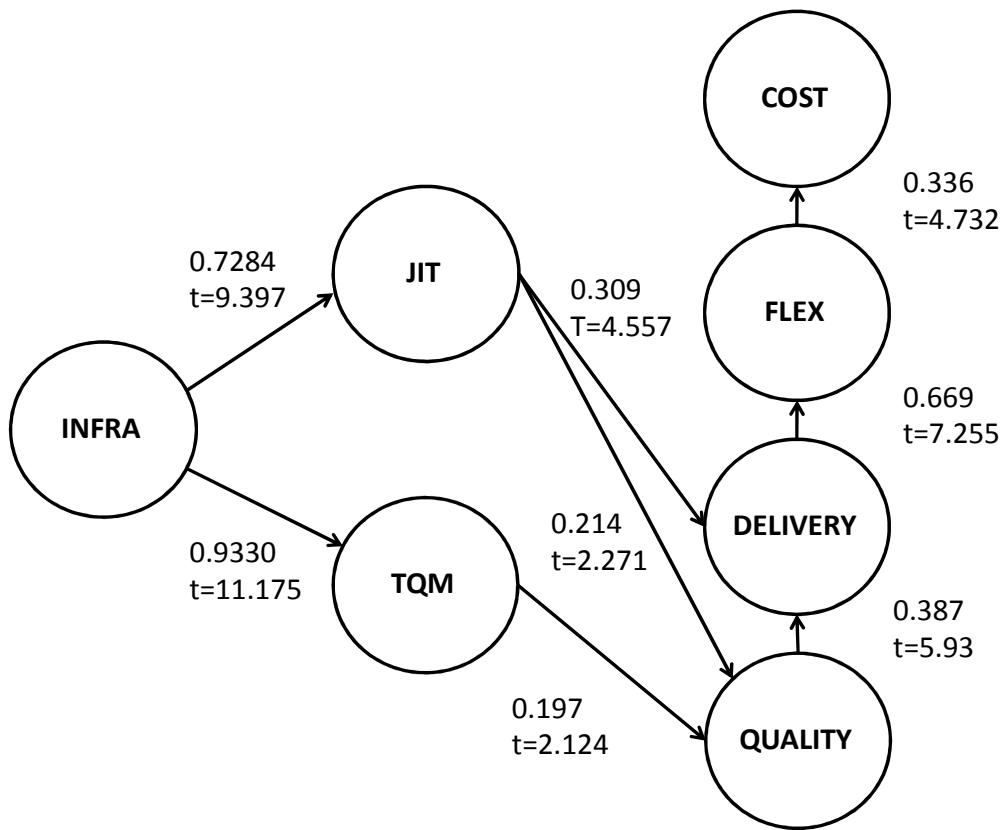 COST
0.336
t=4.732
0.7284
t=9.397
JIT
0.309
T=4.557
FLEX
INFRA
0.669
t=7.255
0.9330
t=11.175
TQM
0.214
t=2.271
DELIVERY
0.387
t=5.93
0.197
t=2.124
QUALITY